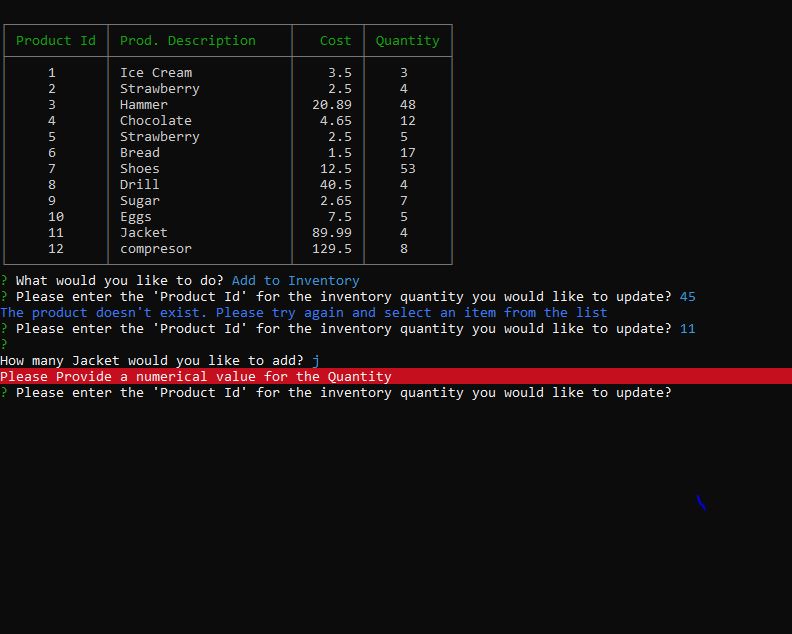 Product Id Prod. Description Cost Quantity
1 Ice Cream 3.5 3
2 Strawberry 2.5 4
3 Hammer 20.89 48
4 Chocolate 4.65 12
5 Strawberry 2.5 5
6 Bread 1.5 17
7 Shoes 12.5 53
8 Drill 40.5 4
9 Sugar 2.65 7
10 Eggs 7.5 5
11 Jacket 89.99 4
12 compresor 129.5 8
? What would you like to do? Add to Inventory
? Please enter the 'Product Id' for the inventory quantity you would like to update? 45
The product doesn't exist. Please try again and select an item from the list
? Please enter the 'Product Id' for the inventory quantity you would like to update? 11
?
How many Jacket would you like to add? j
Please Provide a numerical value for the Quantity
? Please enter the 'Product Id' for the inventory quantity you would like to update?